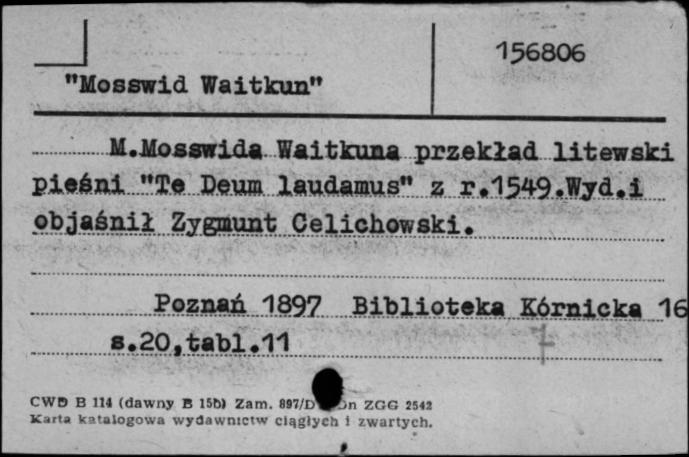 156806
"Mosswid Waitkun"
M.Mosswida Waitkuna przekład litewski
pieśni "Te Deum laudamus" z r.1549.Wyd.i
objaśnił Zygmunt Celichowski.
Poznań 1897 Biblioteka Kórnicka 16
s.20,tabl.11
CWD B 114 (dawny B 15b) Zam. 897/D ZGG 2542
Karta katalogowa wydawnictw ciągłych i zwartych.